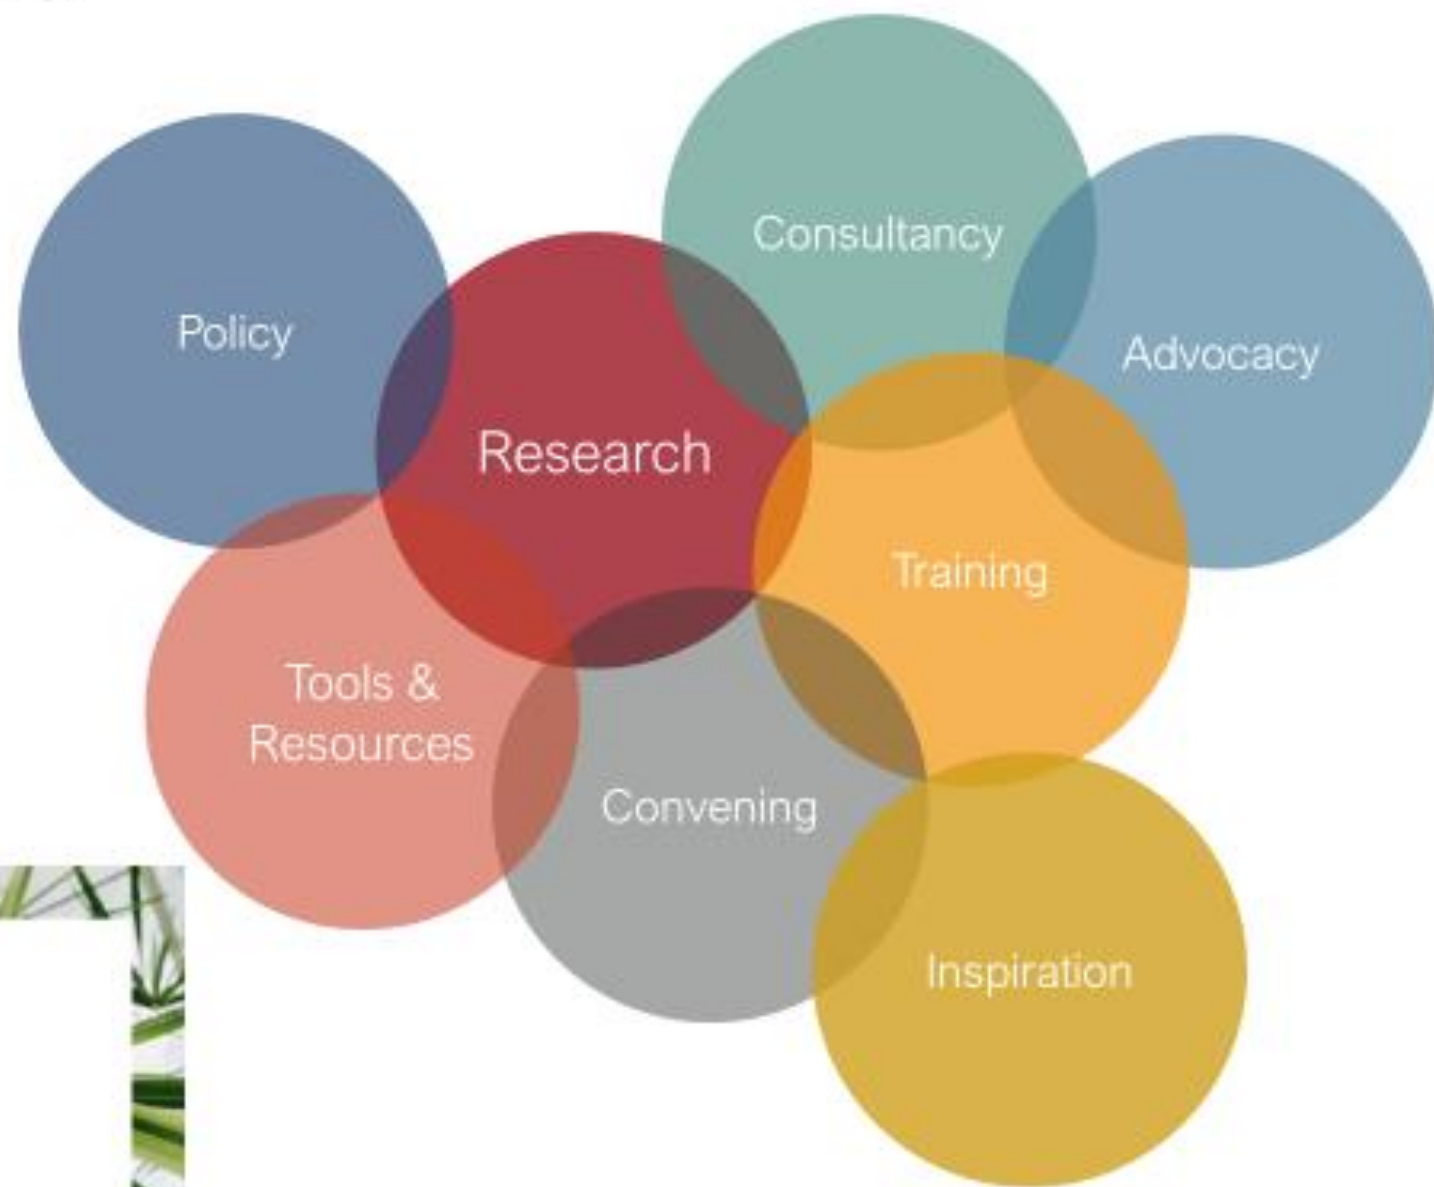 Consultancy
Policy
Advocacy
Research
Training
Tools &
Resources
Convening
Inspiration